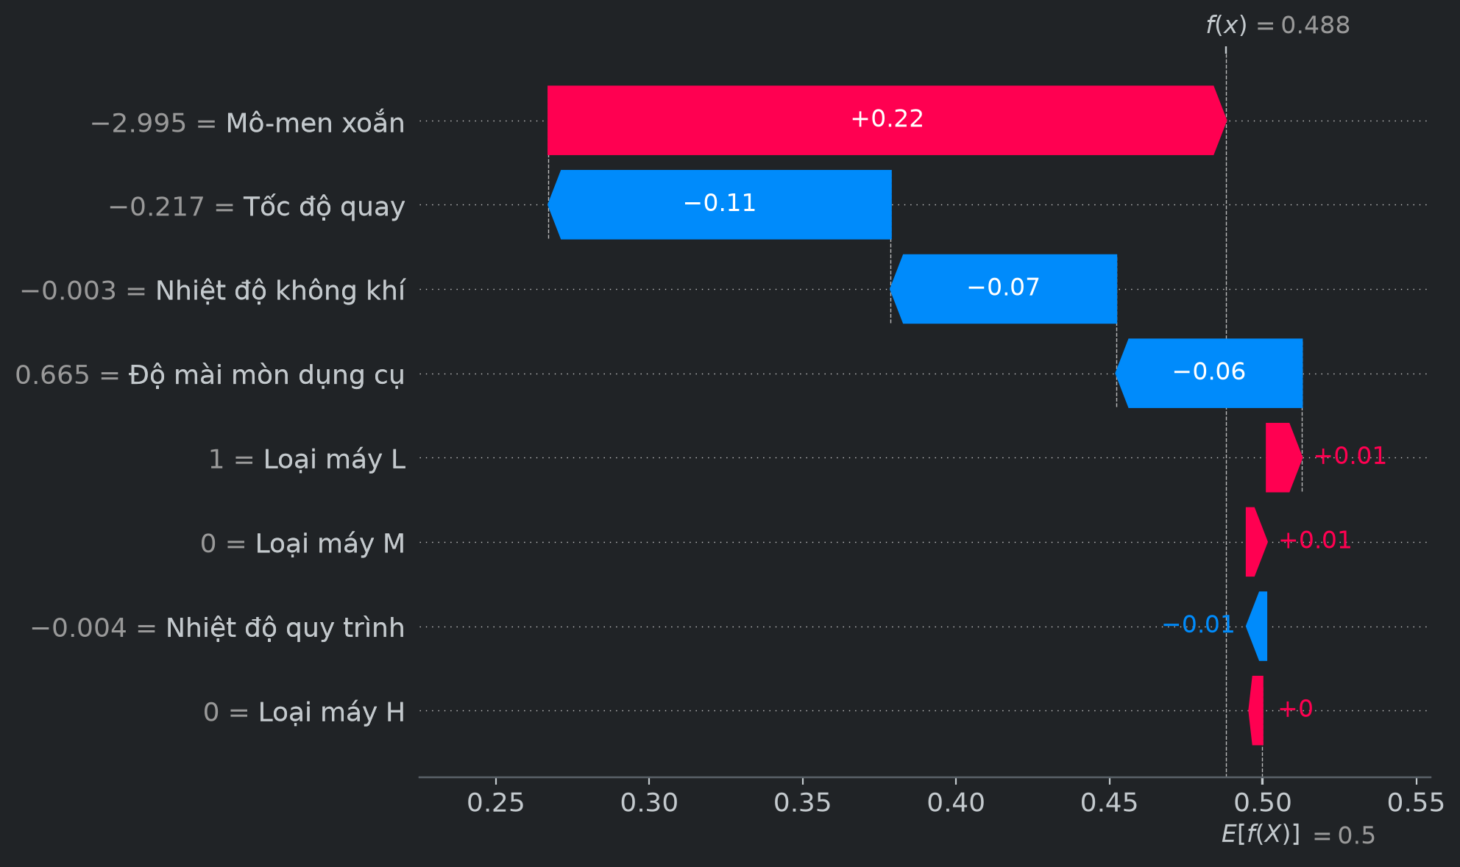 f(x) = 0.488
−2.995 = Mô-men xoắn
+0.22
−0.217 = Tốc độ quay
−0.11
−0.003 = Nhiệt độ không khí
−0.07
0.665 = Độ mài mòn dụng cụ
−0.06
1 = Loại máy L
+0.01
0 = Loại máy M
+0.01
−0.004 = Nhiệt độ quy trình
−0.01
0 = Loại máy H
+0
0.25 0.30 0.35 0.40 0.45 0.50 0.55
E[f(X)] = 0.5